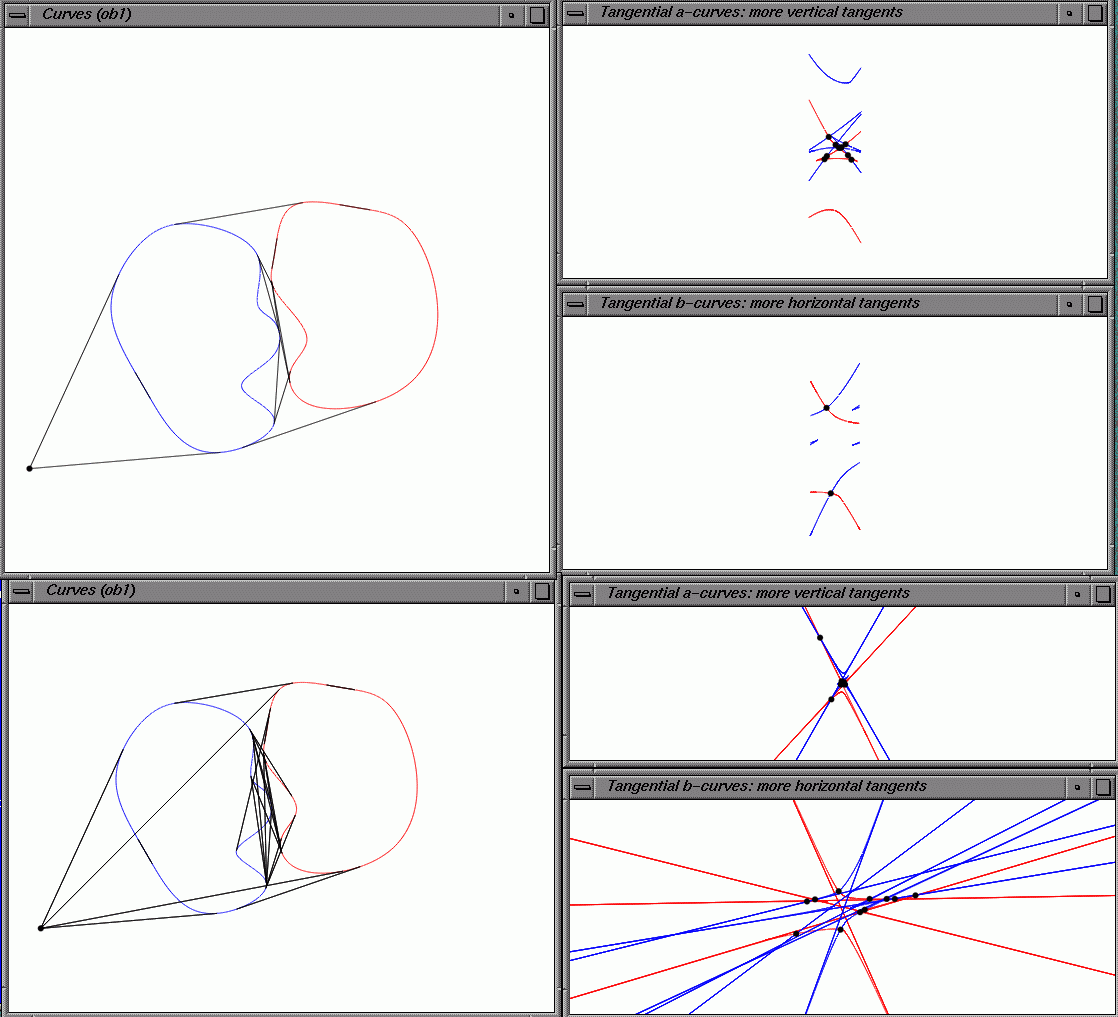 Curves (ob1)
Tangential a-curves: more vertical tangents
Tangential b-curves: more horizontal tangents
Curves (ob1)
Tangential a-curves: more vertical tangents
Tangential b-curves: more horizontal tangents